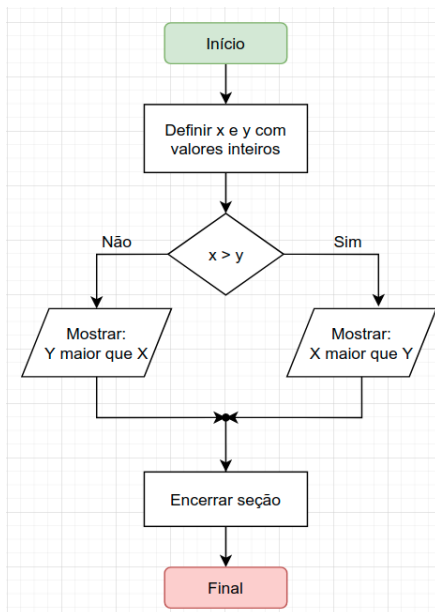 Início
Definir x e y com
valores inteiros
x > y
Não
Sim
Mostrar:
Y maior que X
Mostrar:
X maior que Y
Encerrar seção
Final